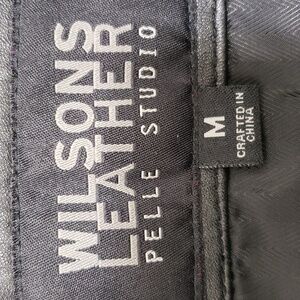 WILSONS
LEATHER
PELLE STUDIO
M
CRAFTED IN
CHINA